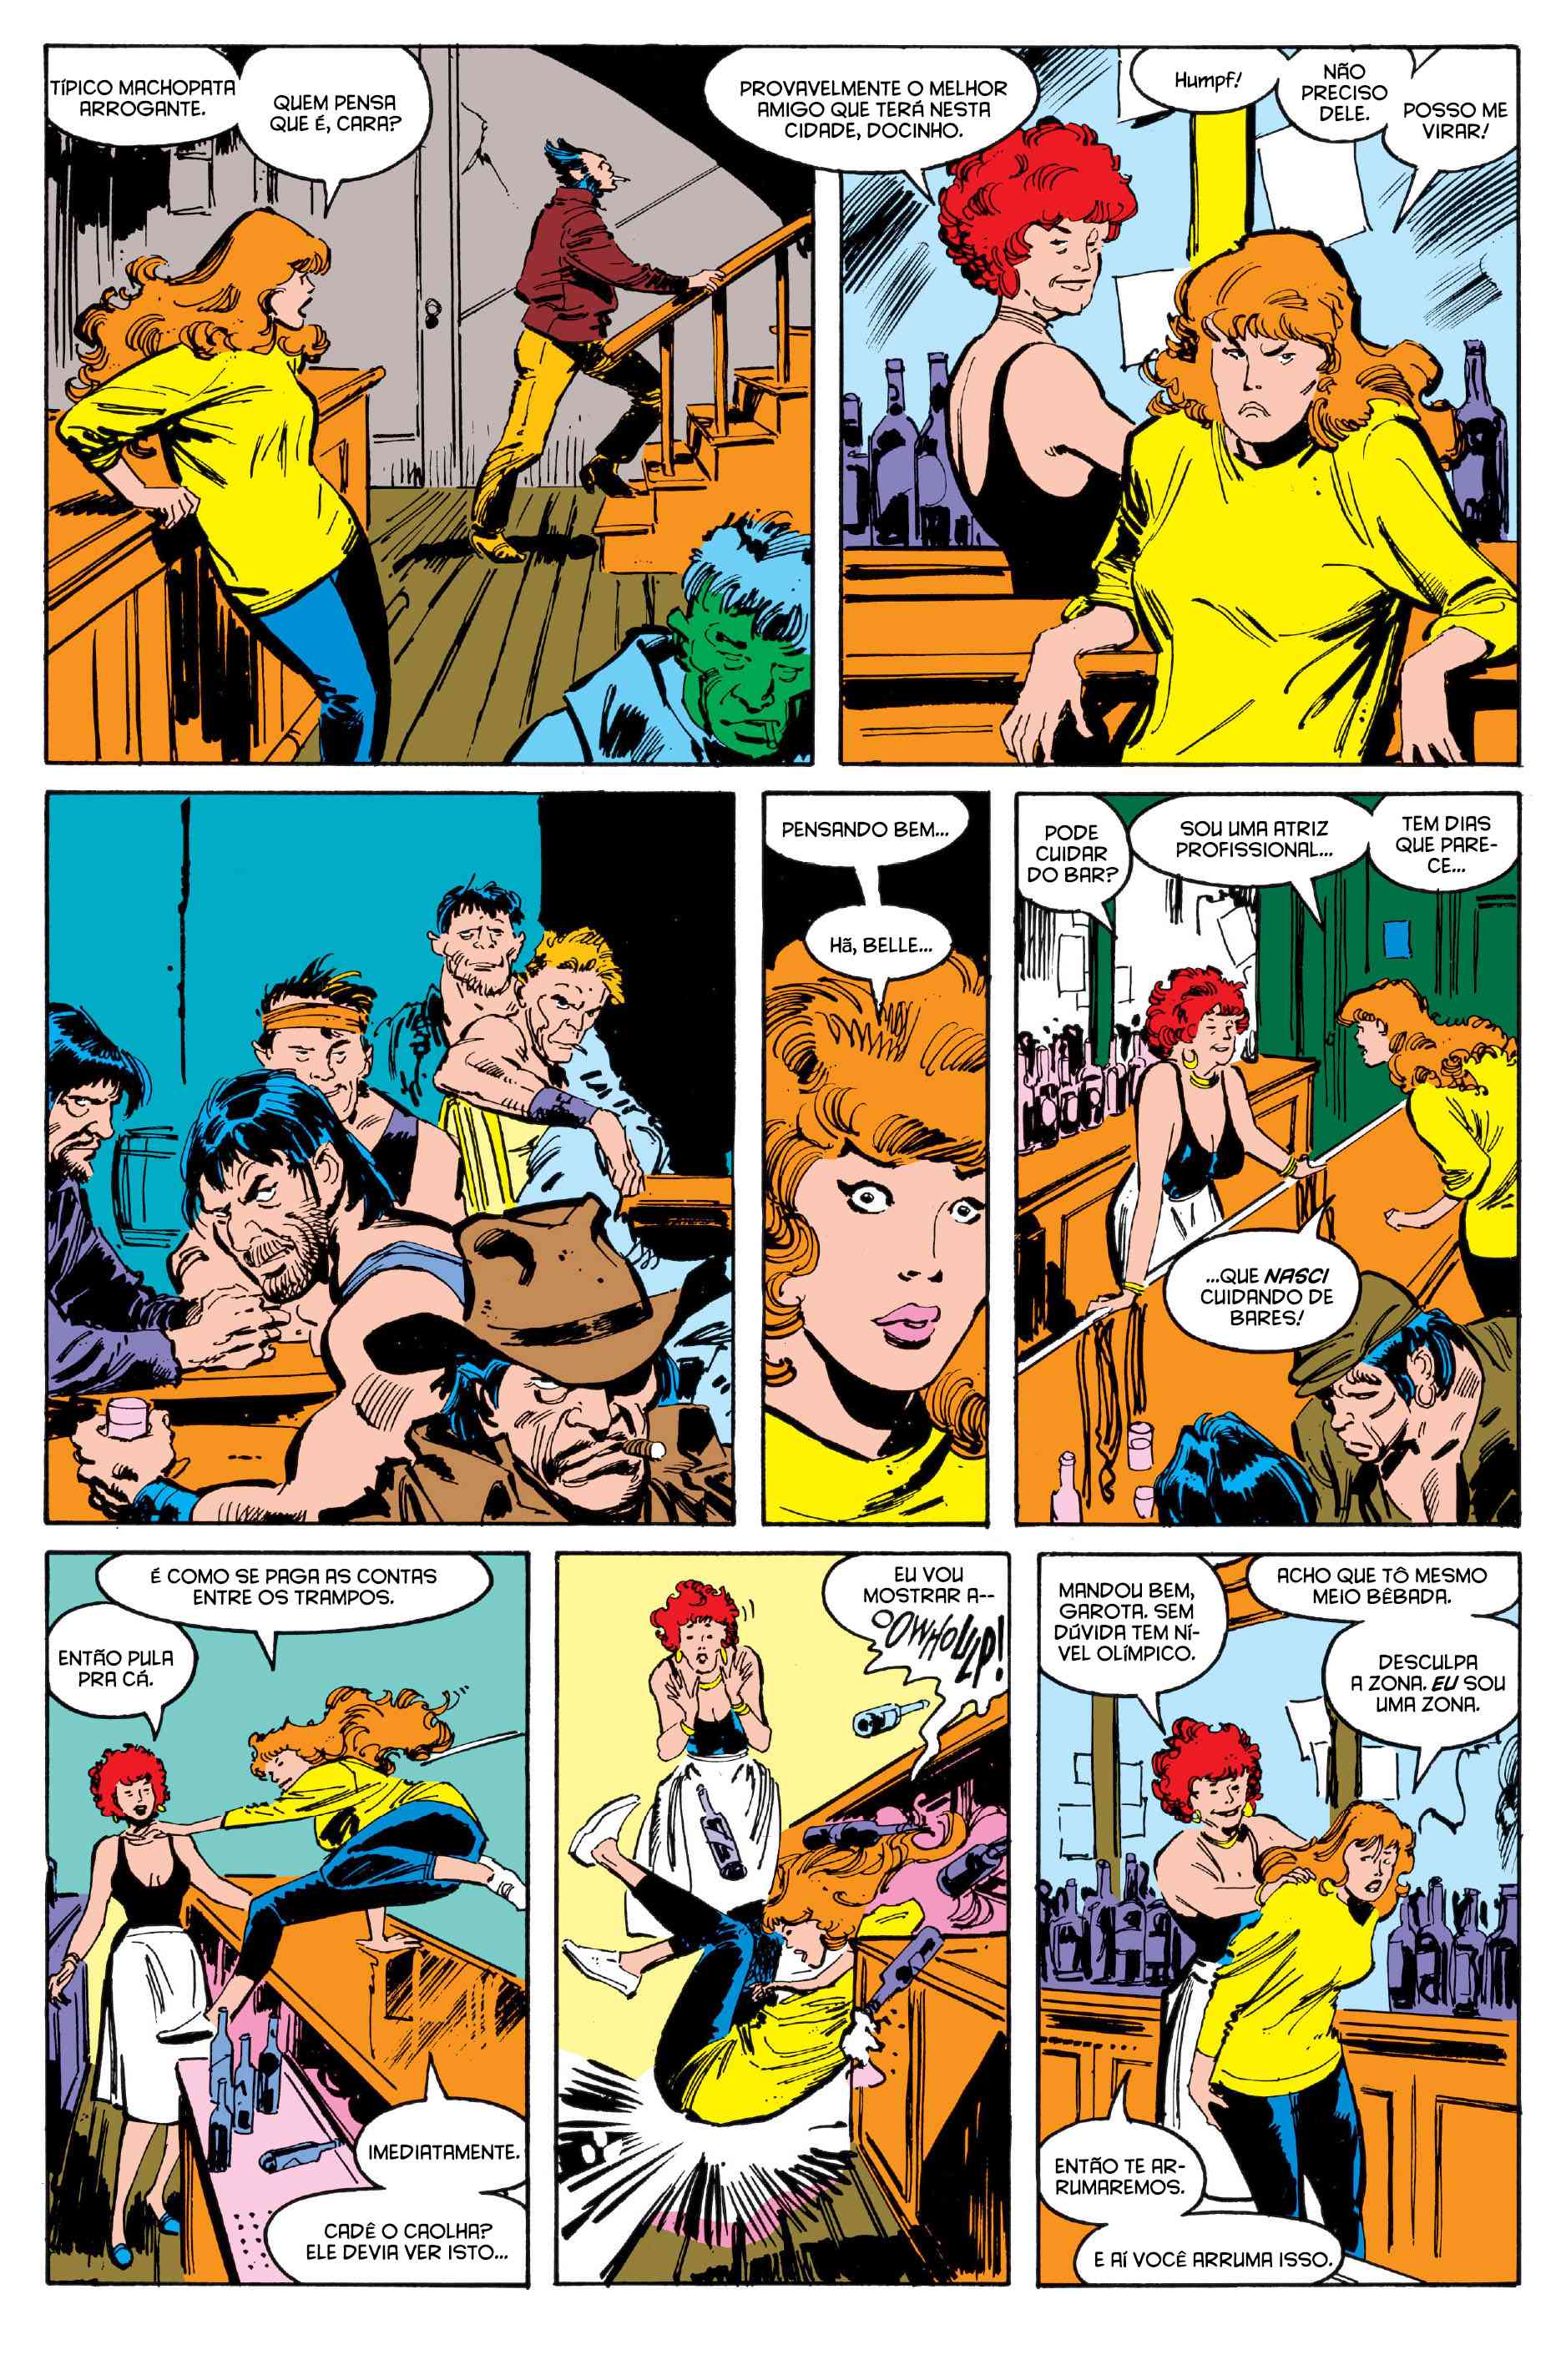 TÍPICO MACHOPATA
ARROGANTE.
QUEM PENSA
QUE É, CARA?
PROVAVELMENTE O MELHOR
AMIGO QUE TERÁ NESTA
CIDADE, DOCINHO.
Humpf!
NÃO
PRECISO
DELE.
POSSO ME
VIRAR!
PENSANDO BEM...
Hã, BELLE...
PODE
CUIDAR
DO BAR?
SOU UMA ATRIZ
PROFISSIONAL...
TEM DIAS
QUE PARE-
CE...
...QUE NASCI
CUIDANDO DE
BARES!
É COMO SE PAGA AS CONTAS
ENTRE OS TRAMPOS.
ENTÃO PULA
PRA CÁ.
IMEDIATAMENTE.
CADÊ O CAOLHA?
ELE DEVIA VER ISTO...
EU VOU
MOSTRAR A--
OOWHOULLP!
MANDOU BEM,
GAROTA. SEM
DÚVIDA TEM NÍ-
VEL OLÍMPICO.
ACHO QUE TÔ MESMO
MEIO BÊBADA.
DESCULPA
A ZONA. EU SOU
UMA ZONA.
ENTÃO TE AR-
RUMAREMOS.
E AÍ VOCÊ ARRUMA ISSO.